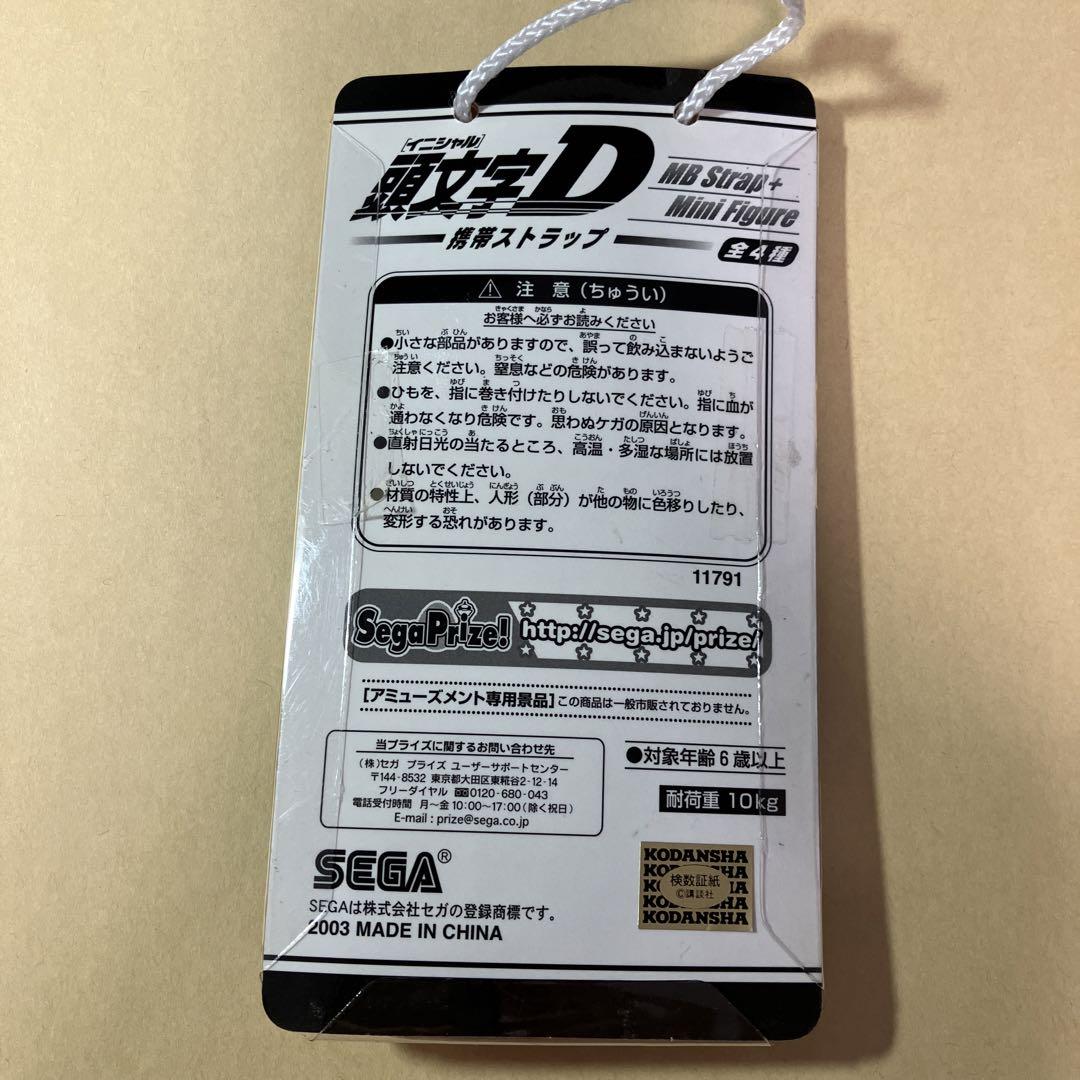 [イニシャル]
頭文字D
MB Strap+
Mini Figure
携帯ストラップ
全4種
注 意（ちゅうい）
お客様へ必ずお読みください
●小さな部品がありますので、誤って飲み込まないようご
注意ください。窒息などの危険があります。
●ひもを、指に巻き付けたりしないでください。指に血が
通わなくなり危険です。思わぬケガの原因となります。
●直射日光の当たるところ、高温・多湿な場所には放置
しないでください。
●材質の特性上、人形（部分）が他の物に色移りしたり、
変形する恐れがあります。
11791
SegaPrize!
http://sega.jp/prize/
[アミューズメント専用景品]この商品は一般市販されておりません。
当プライズに関するお問い合わせ先
（株）セガ プライズ ユーザーサポートセンター
〒144-8532 東京都大田区東糀谷2-12-14
フリーダイヤル 0120-680-043
電話受付時間 月～金 10:00～17:00（除く祝日）
E-mail : prize@sega.co.jp
●対象年齢6歳以上
耐荷重 10kg
SEGA®
SEGAは株式会社セガの登録商標です。
2003 MADE IN CHINA
KODANSHA
検数証紙
©講談社
KODANSHA